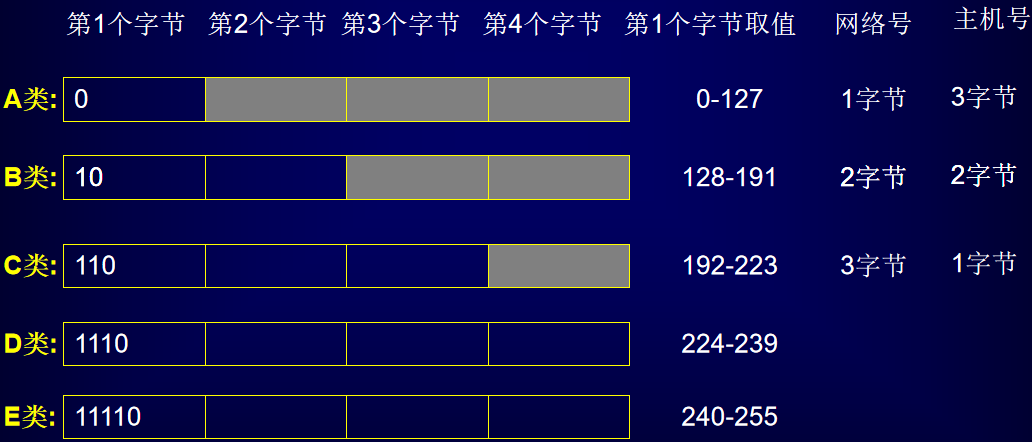 第1个字节 第2个字节 第3个字节 第4个字节 第1个字节取值 网络号 主机号
A类: 0 0-127 1字节 3字节
B类: 10 128-191 2字节 2字节
C类: 110 192-223 3字节 1字节
D类: 1110 224-239
E类: 11110 240-255